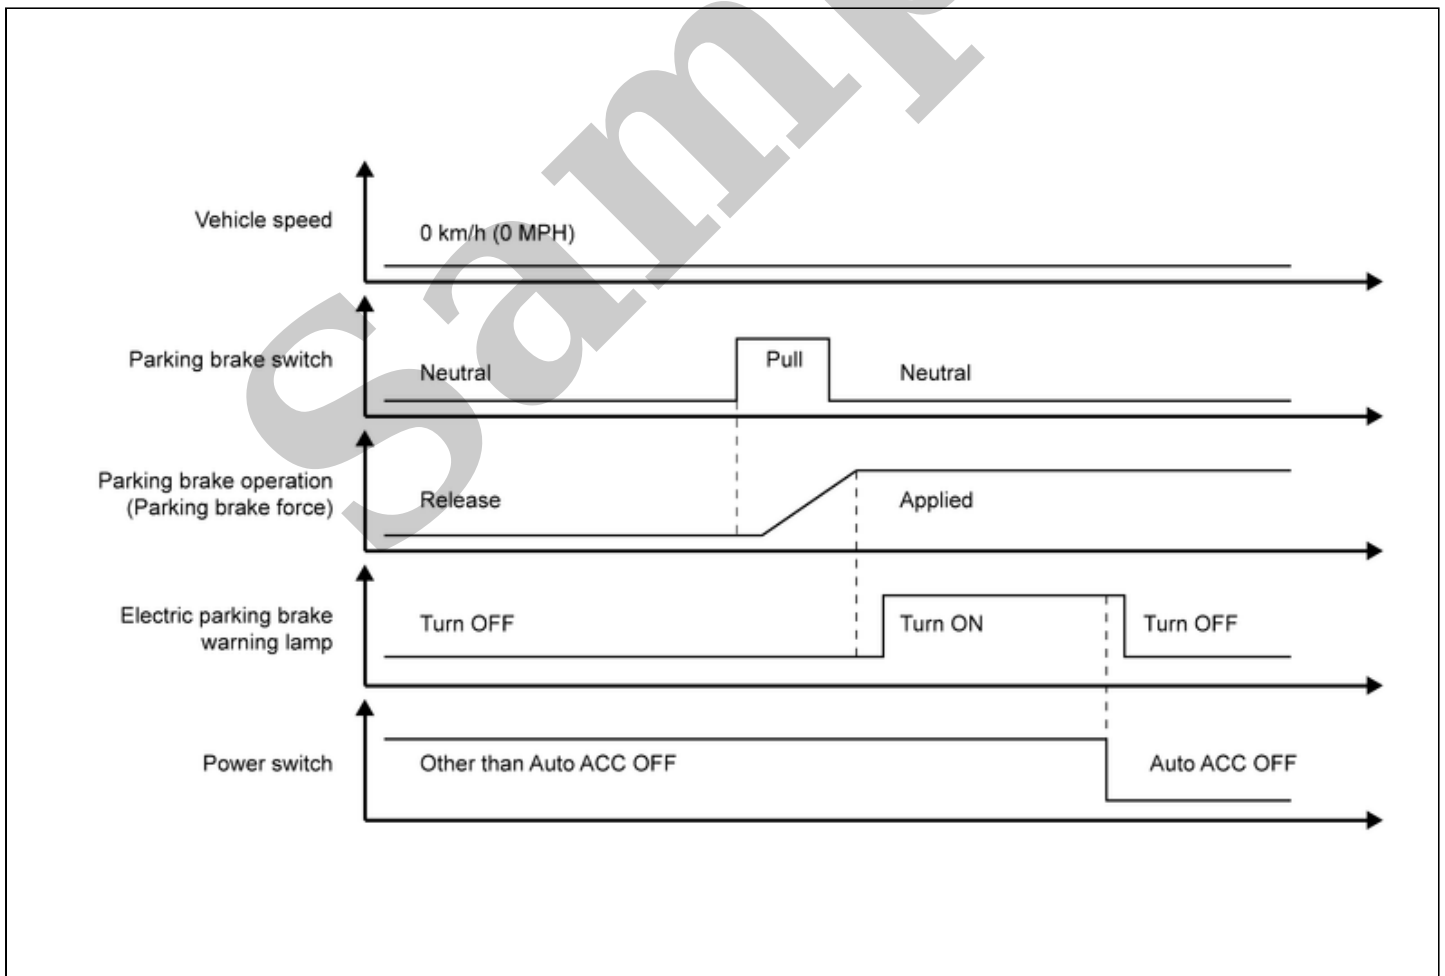 Vehicle speed
0 km/h (0 MPH)
Parking brake switch
Neutral
Pull
Neutral
Parking brake operation
(Parking brake force)
Release
Applied
Electric parking brake
warning lamp
Turn OFF
Turn ON
Turn OFF
Power switch
Other than Auto ACC OFF
Auto ACC OFF